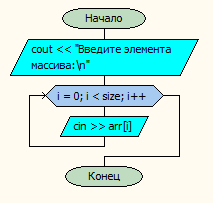 Начало
cout << "Введите элемента
массива:\n"
i = 0; i < size; i++
cin >> arr[i]
Конец